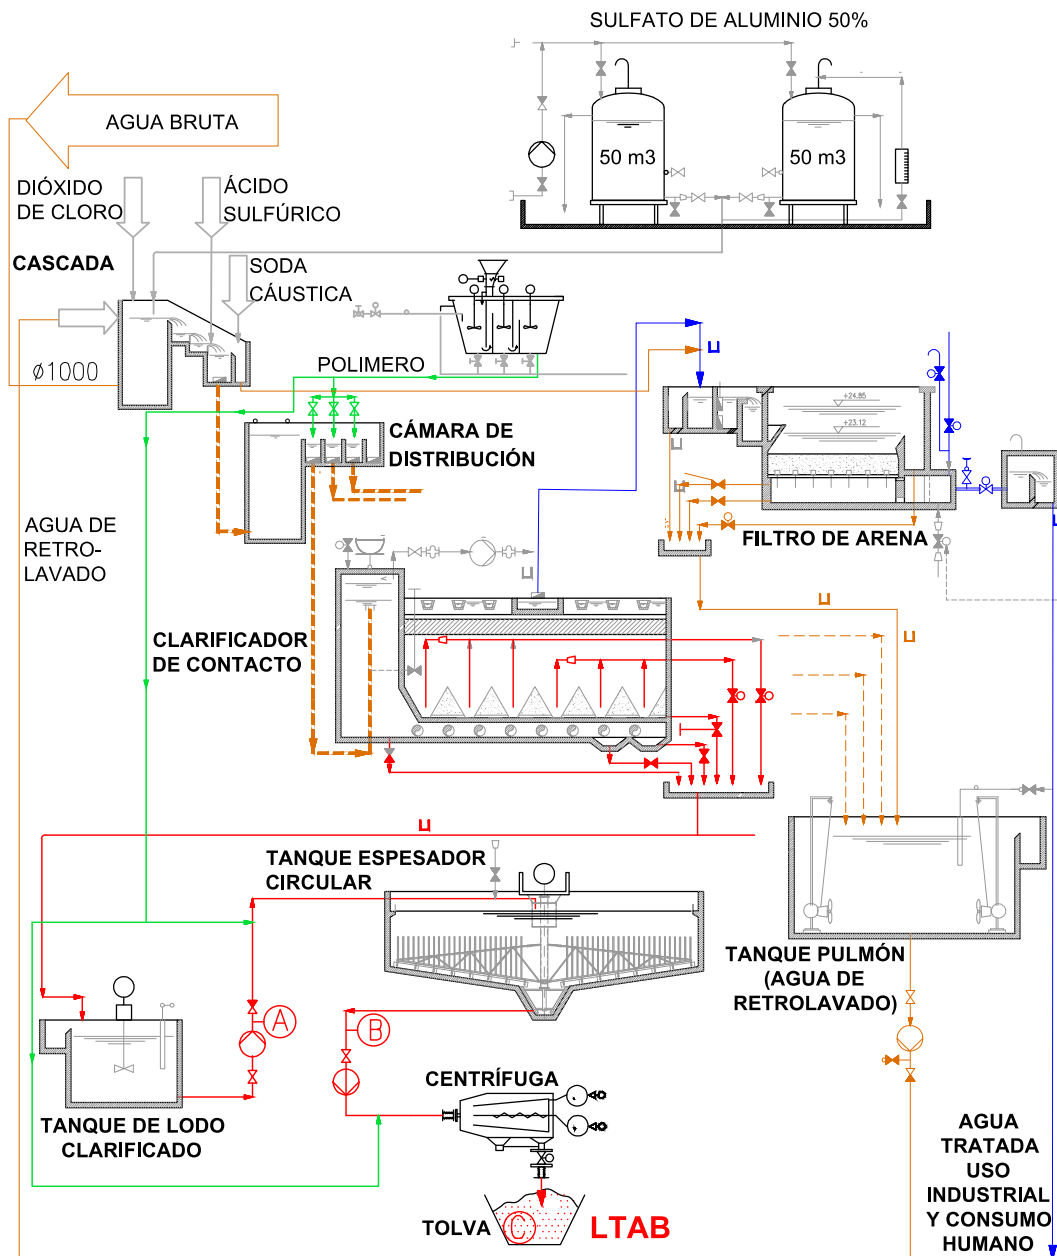 SULFATO DE ALUMINIO 50%
AGUA BRUTA
50 m3
50 m3
DIÓXIDO
DE CLORO
ÁCIDO
SULFÚRICO
CASCADA
SODA
CÁUSTICA
ø1000
POLIMERO
+24.85
+23.12
CÁMARA DE
DISTRIBUCIÓN
AGUA DE
RETRO-
LAVADO
FILTRO DE ARENA
CLARIFICADOR
DE CONTACTO
TANQUE ESPESADOR
CIRCULAR
TANQUE PULMÓN
(AGUA DE
RETROLAVADO)
A
B
CENTRÍFUGA
TANQUE DE LODO
CLARIFICADO
AGUA
TRATADA
USO
INDUSTRIAL
Y CONSUMO
HUMANO
TOLVA C LTAB